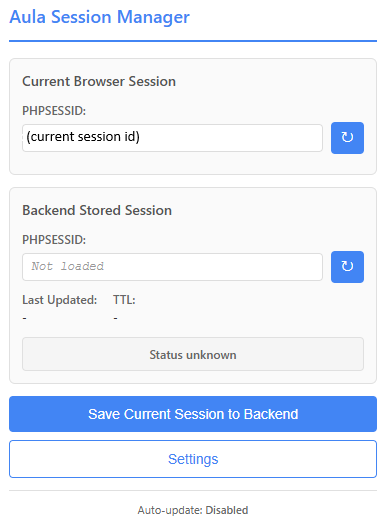 Aula Session Manager
Current Browser Session
PHPSESSID:
(current session id)
↻
Backend Stored Session
PHPSESSID:
Not loaded
↻
Last Updated: TTL:
- -
Status unknown
Save Current Session to Backend
Settings
Auto-update: Disabled